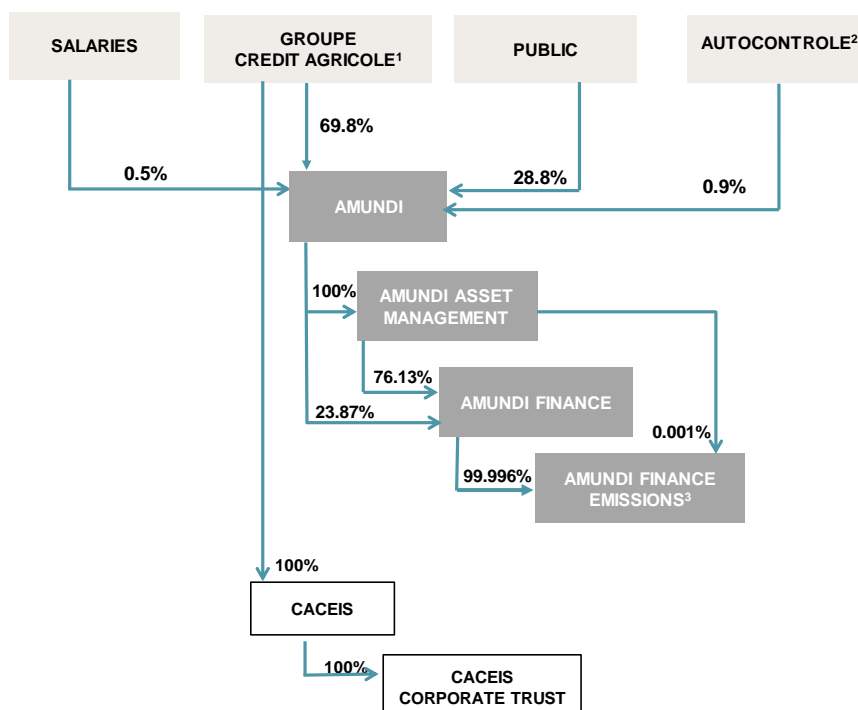 SALARIES
GROUPE
CREDIT AGRICOLE¹
PUBLIC
AUTOCONTROLE²
69.8%
0.5%
28.8%
0.9%
AMUNDI
100%
AMUNDI ASSET
MANAGEMENT
76.13%
23.87%
AMUNDI FINANCE
0.001%
99.996%
AMUNDI FINANCE
EMISSIONS³
100%
CACEIS
100%
CACEIS
CORPORATE TRUST